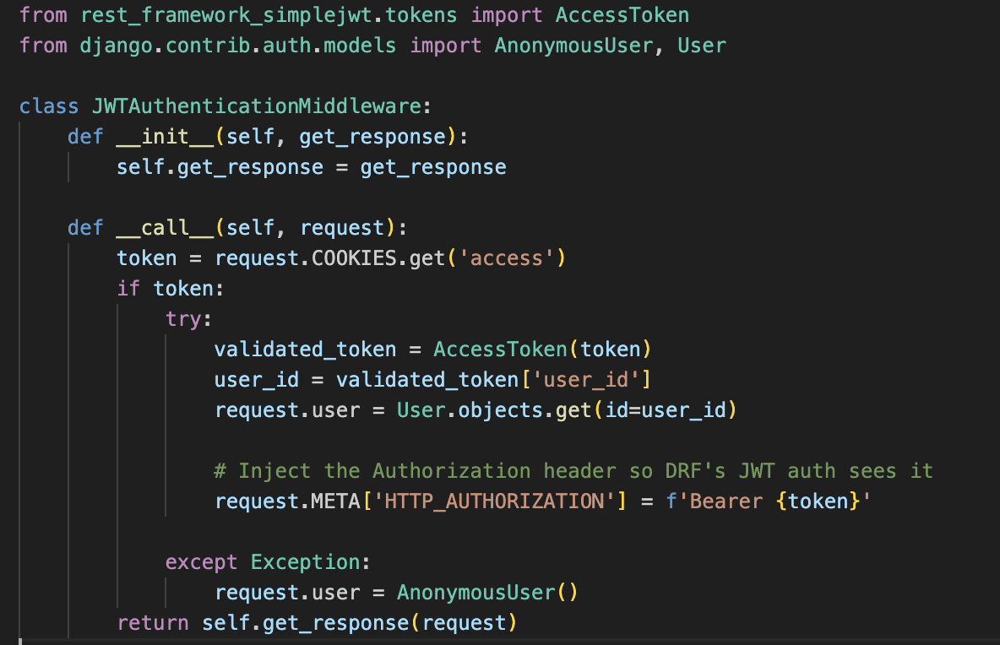 from rest_framework_simplejwt.tokens import AccessToken
from django.contrib.auth.models import AnonymousUser, User

class JWTAuthenticationMiddleware:
    def __init__(self, get_response):
        self.get_response = get_response

    def __call__(self, request):
        token = request.COOKIES.get('access')
        if token:
            try:
                validated_token = AccessToken(token)
                user_id = validated_token['user_id']
                request.user = User.objects.get(id=user_id)

                # Inject the Authorization header so DRF's JWT auth sees it
                request.META['HTTP_AUTHORIZATION'] = f'Bearer {token}'

            except Exception:
                request.user = AnonymousUser()
        return self.get_response(request)